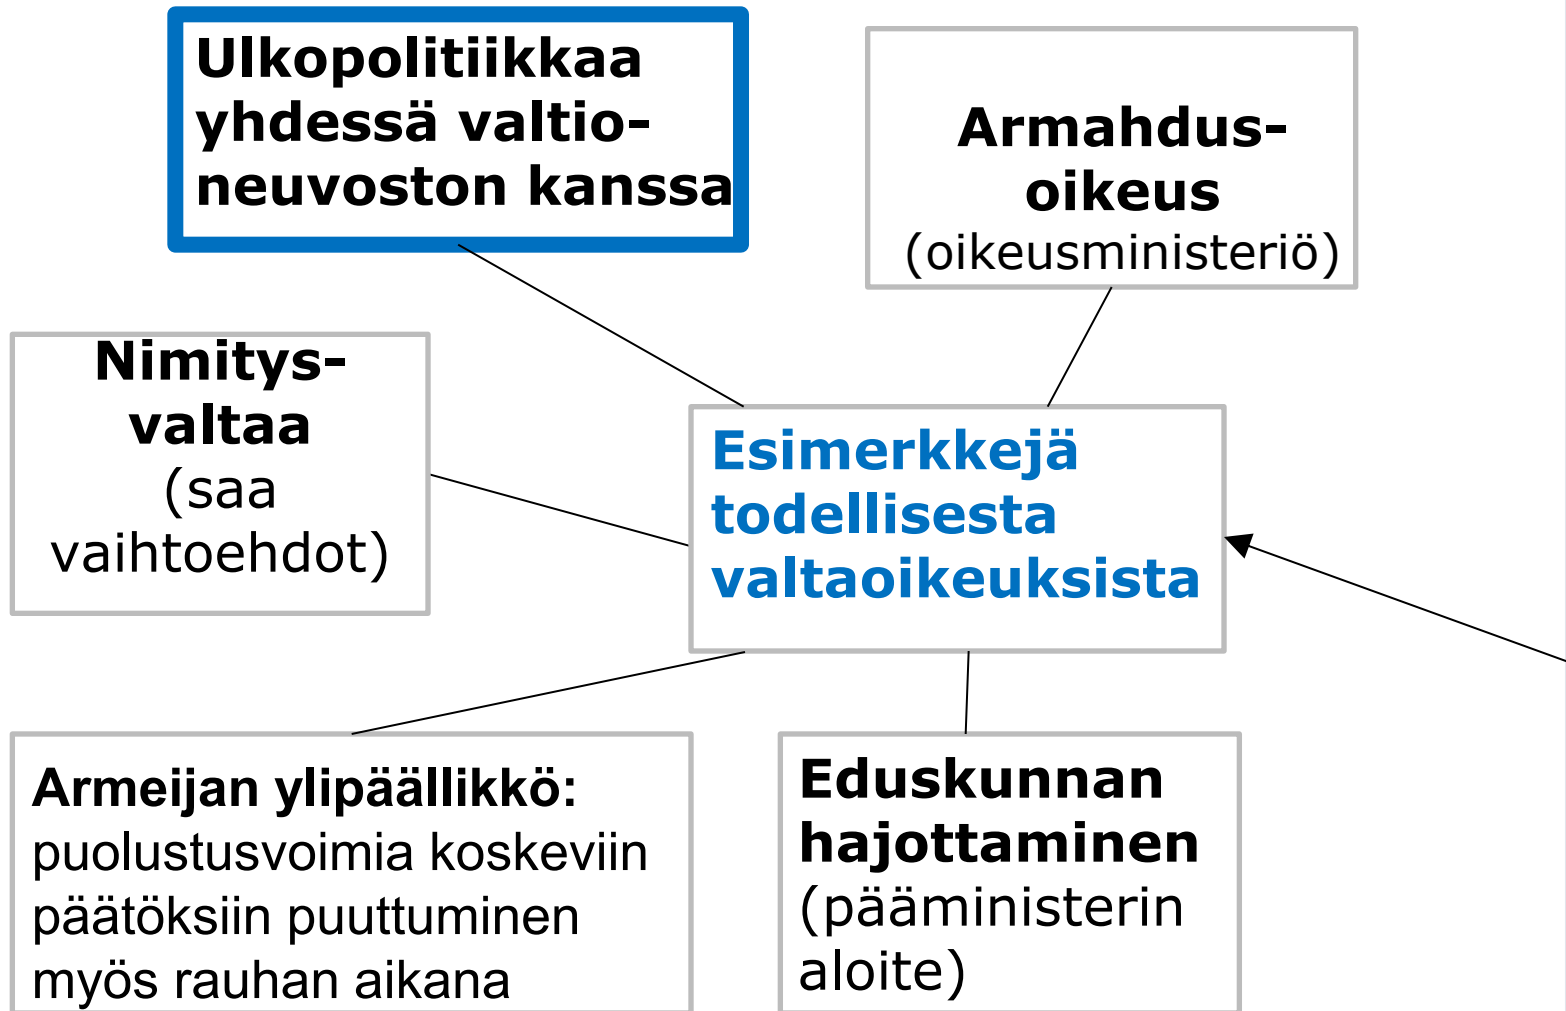 Ulkopolitiikkaa
yhdessä valtio-
neuvoston kanssa
Armahdus-
oikeus
(oikeusministeriö)
Nimitys-
valtaa
(saa
vaihtoehdot)
Esimerkkejä
todellisesta
valtaoikeuksista
Armeijan ylipäällikkö:
puolustusvoimia koskeviin
päätöksiin puuttuminen
myös rauhan aikana
Eduskunnan
hajottaminen
(pääministerin
aloite)